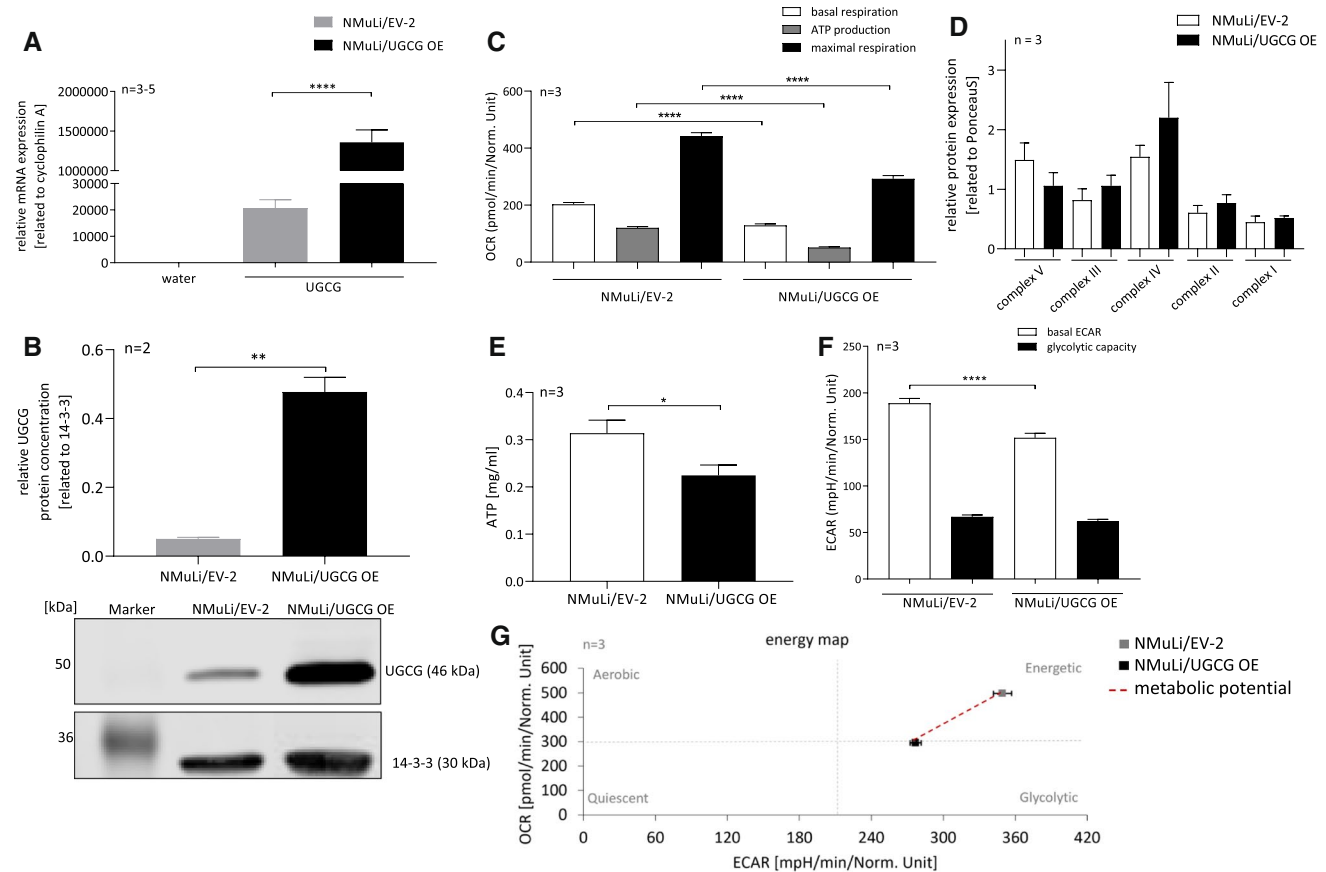 A
NMuLi/EV-2
NMuLi/UGCG OE
relative mRNA expression
[related to cyclophilin A]
n=3-5
****
2000000
1500000
1000000
30000
20000
10000
0
water
UGCG
C
basal respiration
ATP production
maximal respiration
OCR (pmol/min/Norm. Unit)
n=3
****
****
****
600
400
200
0
NMuLi/EV-2
NMuLi/UGCG OE
D
NMuLi/EV-2
NMuLi/UGCG OE
relative protein expression
[related to PonceauS]
n = 3
3
2
1
0
complex V
complex III
complex IV
complex II
complex I
B
relative UGCG
protein concentration
[related to 14-3-3]
n=2
**
0.6
0.4
0.2
0.0
NMuLi/EV-2
NMuLi/UGCG OE
[kDa]
Marker
NMuLi/EV-2
NMuLi/UGCG OE
50
UGCG (46 kDa)
36
14-3-3 (30 kDa)
E
ATP [mg/ml]
n=3
*
0.4
0.3
0.2
0.1
0.0
NMuLi/EV-2
NMuLi/UGCG OE
F
basal ECAR
glycolytic capacity
ECAR (mpH/min/Norm. Unit)
n=3
****
250
200
150
100
50
0
NMuLi/EV-2
NMuLi/UGCG OE
G
n=3
energy map
NMuLi/EV-2
NMuLi/UGCG OE
metabolic potential
OCR [pmol/min/Norm. Unit]
600
500
400
300
200
100
0
Aerobic
Energetic
Quiescent
Glycolytic
0
60
120
180
240
300
360
420
ECAR [mpH/min/Norm. Unit]